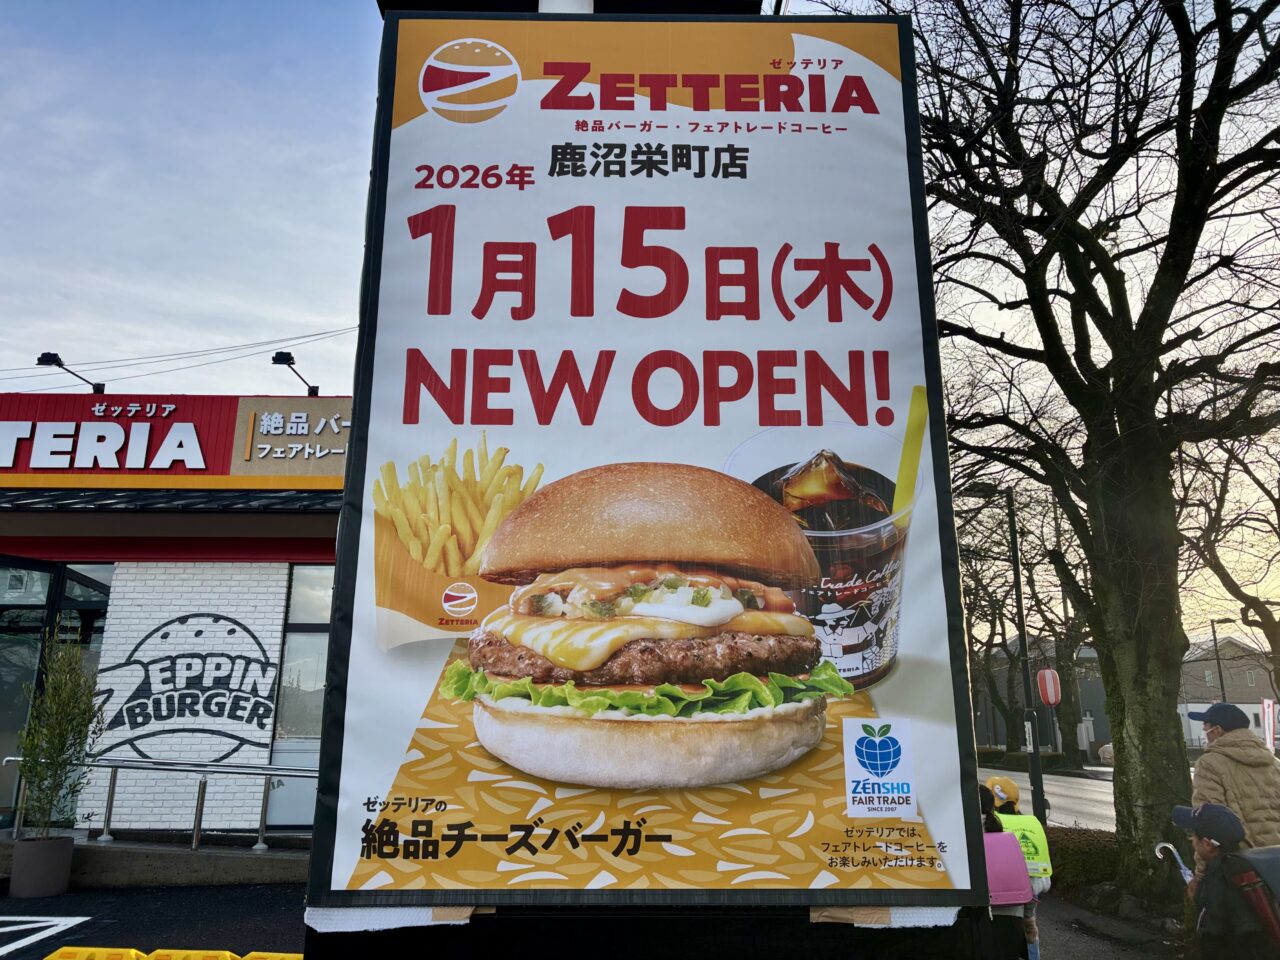 ゼッテリア
ZETTERIA
絶品バーガー・フェアトレードコーヒー
鹿沼栄町店
2026年
1月15日(木)
NEW OPEN!
ゼッテリア
TERIA
絶品 バー
フェアトレー
ZEPPIN
BURGER
ZETTERIA
Trade Coffee
ZENSHO
FAIR TRADE
SINCE 2007
ゼッテリアでは、
フェアトレードコーヒーを
お楽しみいただけます。
ゼッテリアの
絶品チーズバーガー